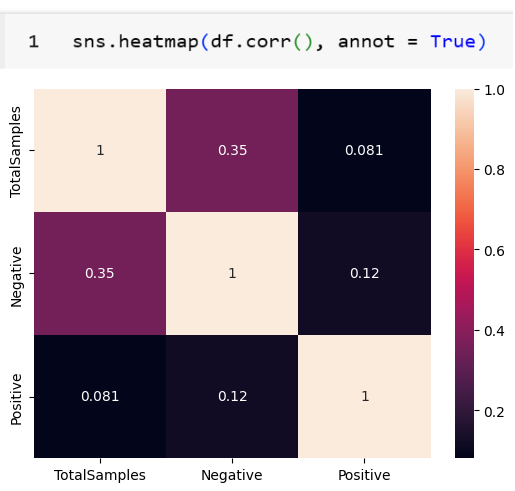 1 sns.heatmap(df.corr(), annot = True)
1.0
TotalSamples 1 0.35 0.081
0.8
0.6
Negative 0.35 1 0.12
0.4
Positive 0.081 0.12 1
0.2
TotalSamples Negative Positive